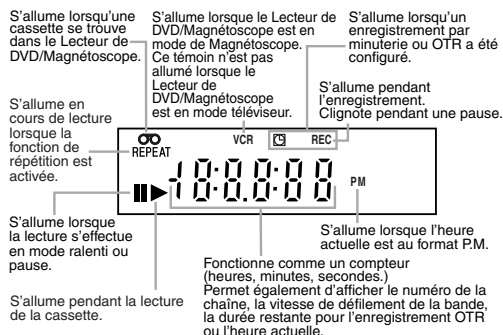 S'allume lorsqu'une
cassette se trouve
dans le Lecteur de
DVD/Magnétoscope.
S'allume lorsque le Lecteur de
DVD/Magnétoscope est en
mode de Magnétoscope.
Ce témoin n'est pas
allumé lorsque le
Lecteur de
DVD/Magnétoscope
est en mode téléviseur.
S'allume lorsqu'un
enregistrement par
minuterie ou OTR a été
configuré.
S'allume pendant
l'enregistrement.
Clignote pendant une pause.
S'allume en
cours de lecture
lorsque la
fonction de
répétition est
activée.
REPEAT
VCR
REC
-18:8.8:8
PM
S'allume lorsque
la lecture s'effectue
en mode ralenti ou
pause.
S'allume pendant la lecture
de la cassette.
S'allume lorsque l'heure
actuelle est au format P.M.
Fonctionne comme un compteur
(heures, minutes, secondes.)
Permet également d'afficher le numéro de la
chaîne, la vitesse de défilement de la bande,
la durée restante pour l'enregistrement OTR
ou l'heure actuelle.